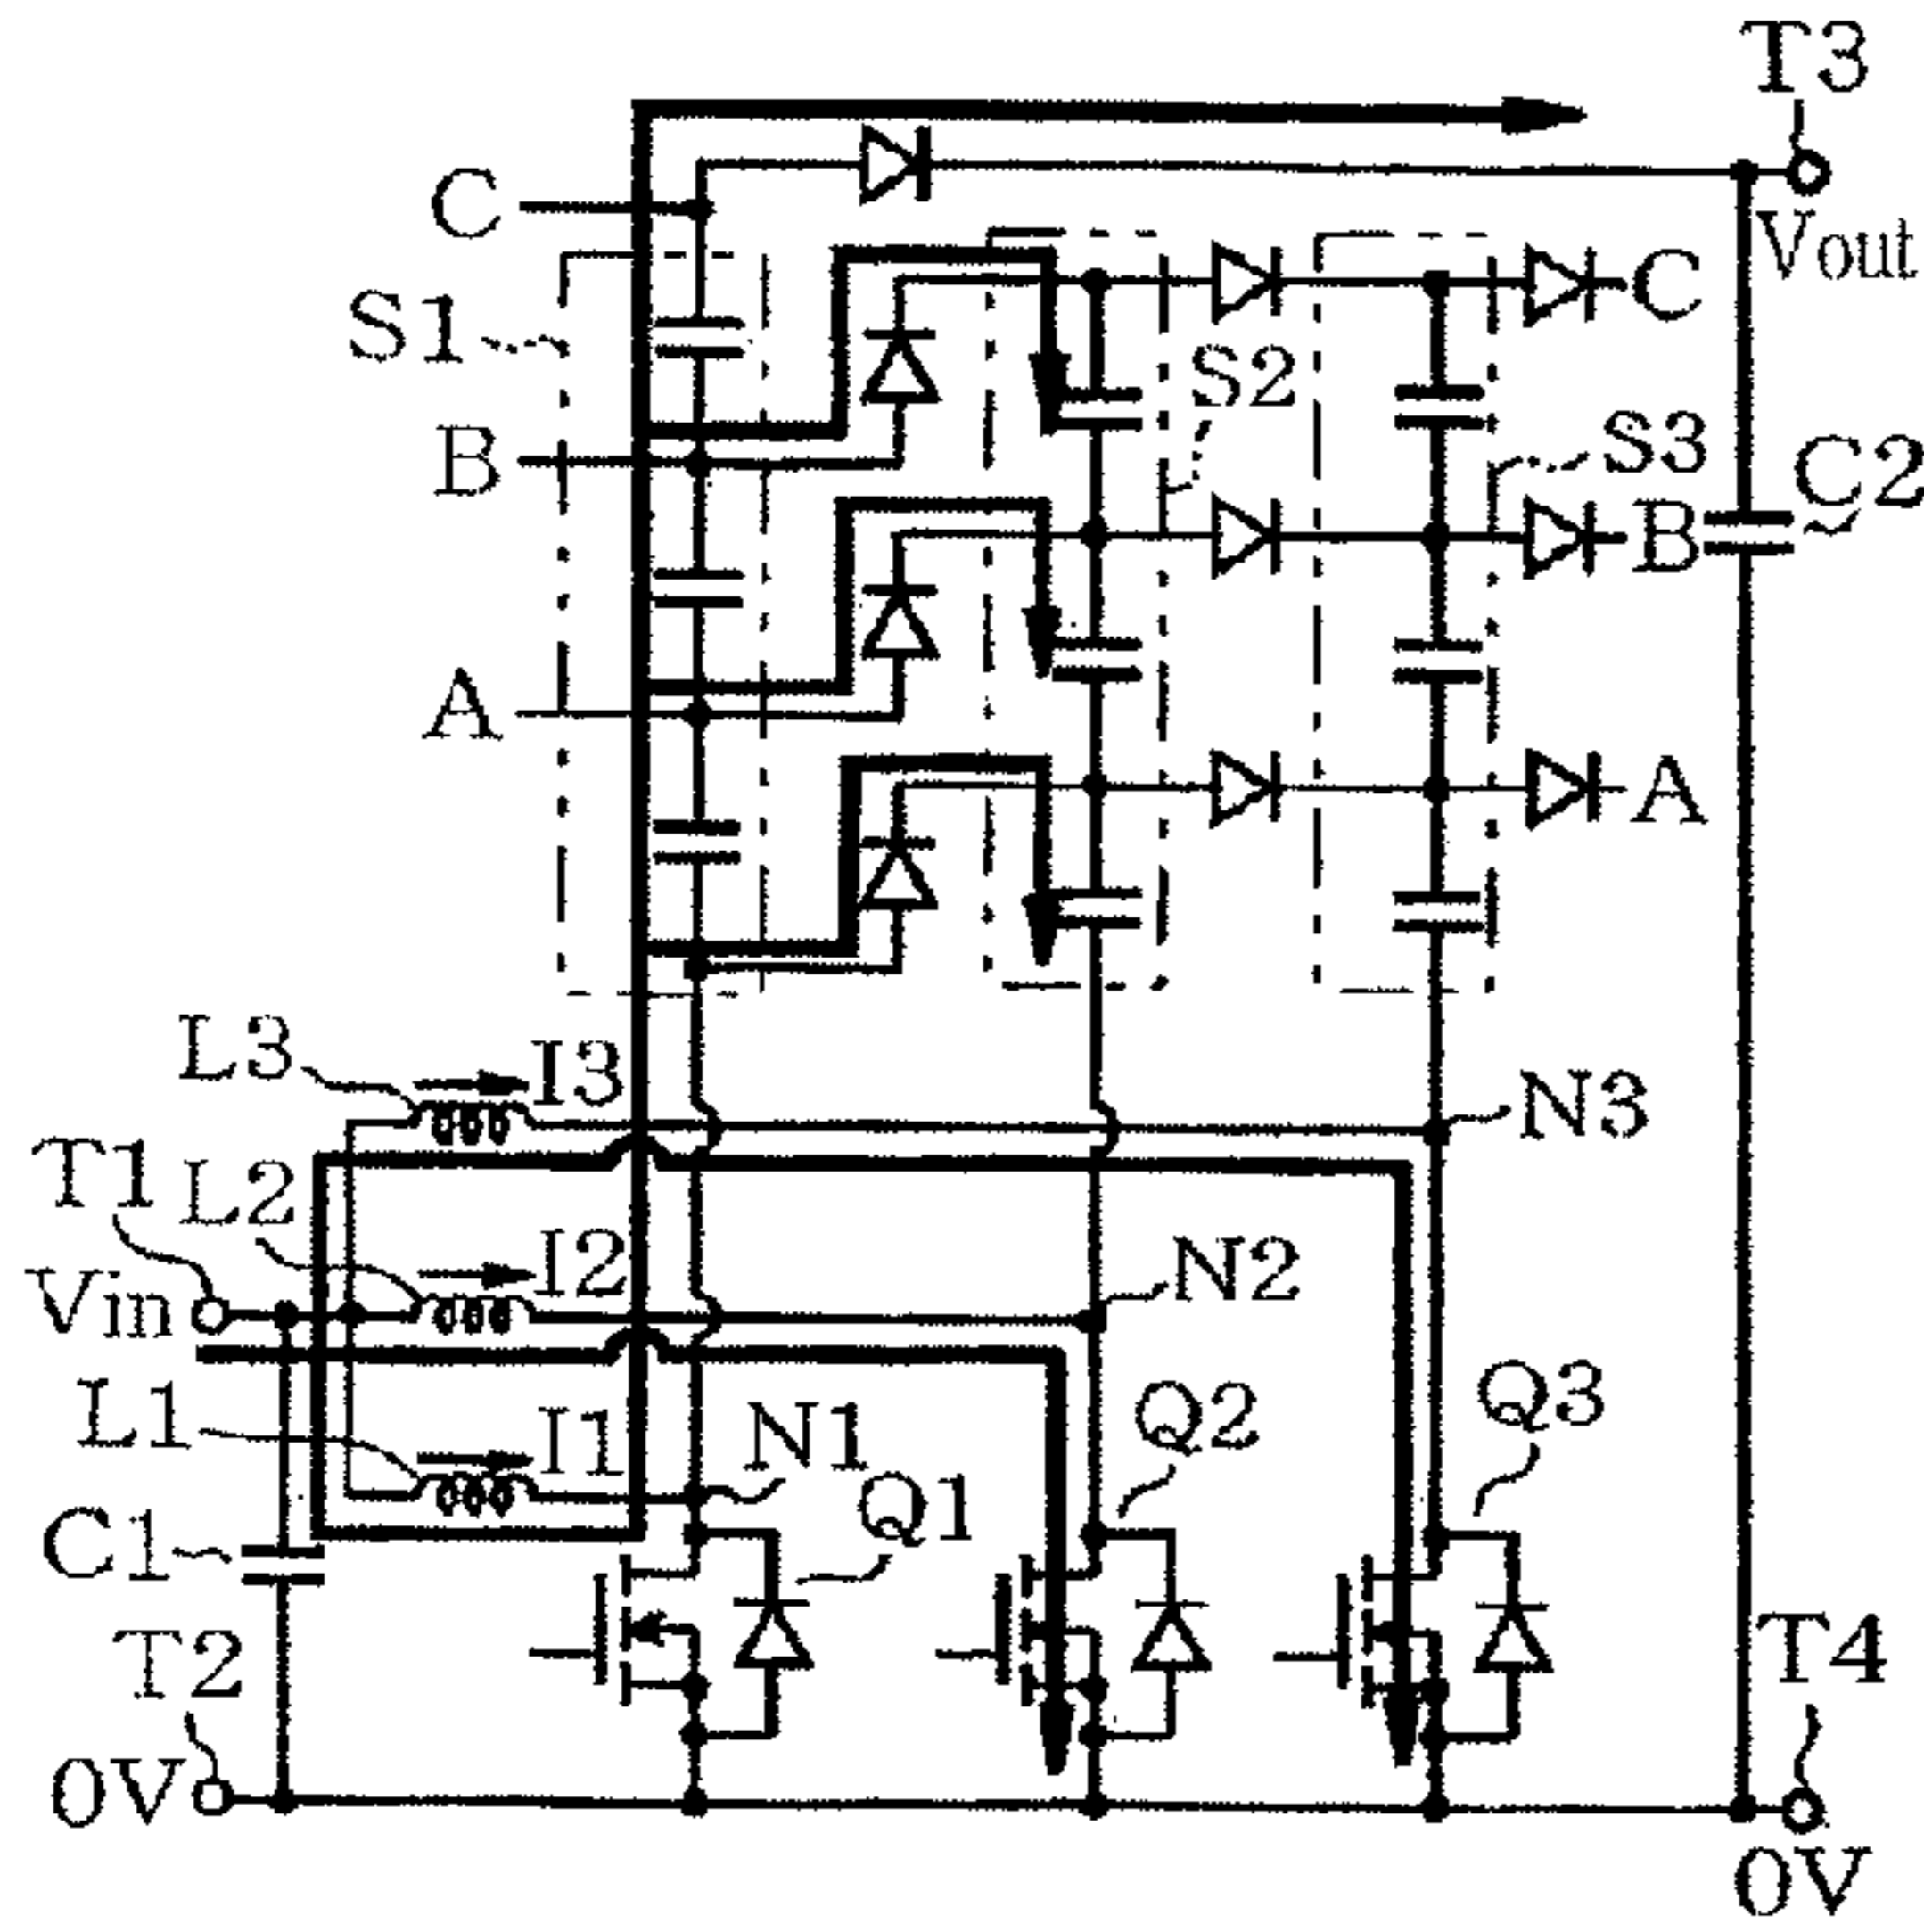 T3
C
Vout
C
S1
S2
B
S3
C2
B
A
A
L3
I3
N3
T1
L2
I2
N2
Vin
L1
I1
N1
Q1
Q2
Q3
C1
T2
T4
0V
0V